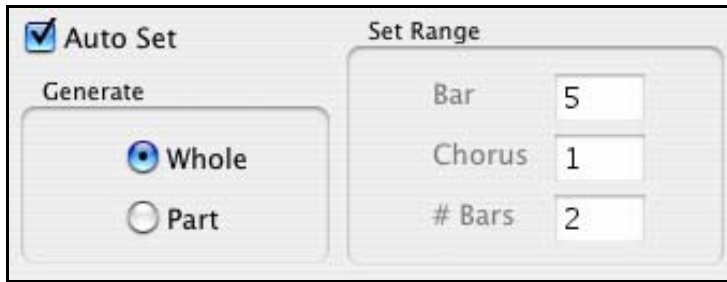 Auto Set
Generate
Whole
Part
Set Range
Bar 5
Chorus 1
# Bars 2